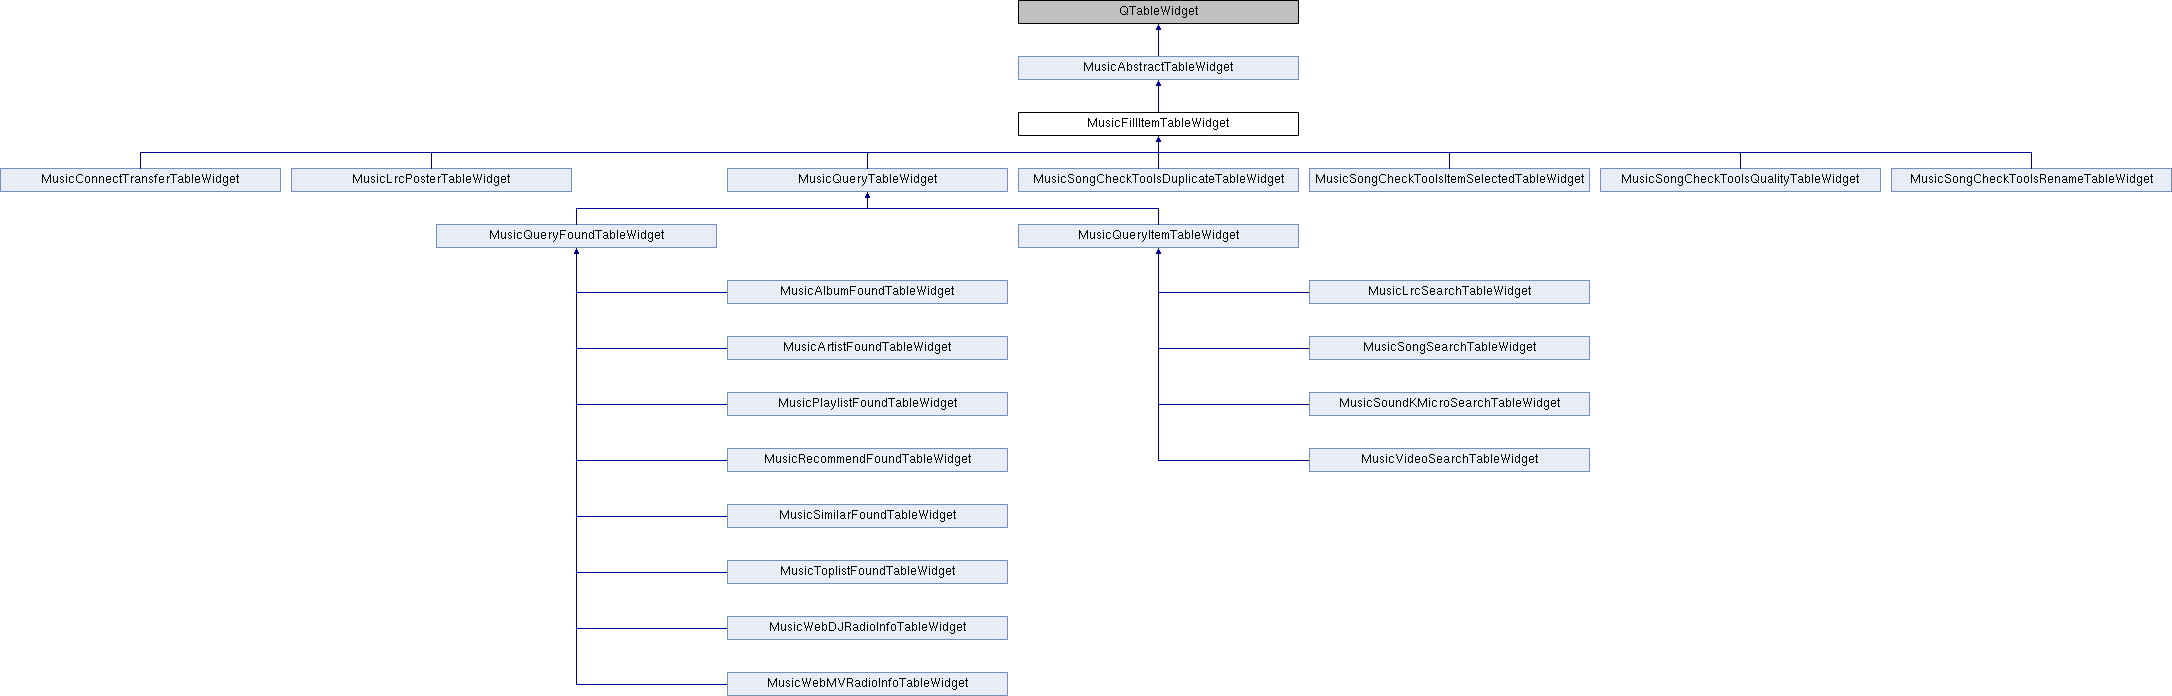 QTableWidget
MusicAbstractTableWidget
MusicFillItemTableWidget
MusicConnectTransferTableWidget
MusicLrcPosterTableWidget
MusicQueryTableWidget
MusicSongCheckToolsDuplicateTableWidget
MusicSongCheckToolsItemSelectedTableWidget
MusicSongCheckToolsQualityTableWidget
MusicSongCheckToolsRenameTableWidget
MusicQueryFoundTableWidget
MusicQueryItemTableWidget
MusicAlbumFoundTableWidget
MusicLrcSearchTableWidget
MusicArtistFoundTableWidget
MusicSongSearchTableWidget
MusicPlaylistFoundTableWidget
MusicSoundKMicroSearchTableWidget
MusicRecommendFoundTableWidget
MusicVideoSearchTableWidget
MusicSimilarFoundTableWidget
MusicToplistFoundTableWidget
MusicWebDJRadioInfoTableWidget
MusicWebMVRadioInfoTableWidget